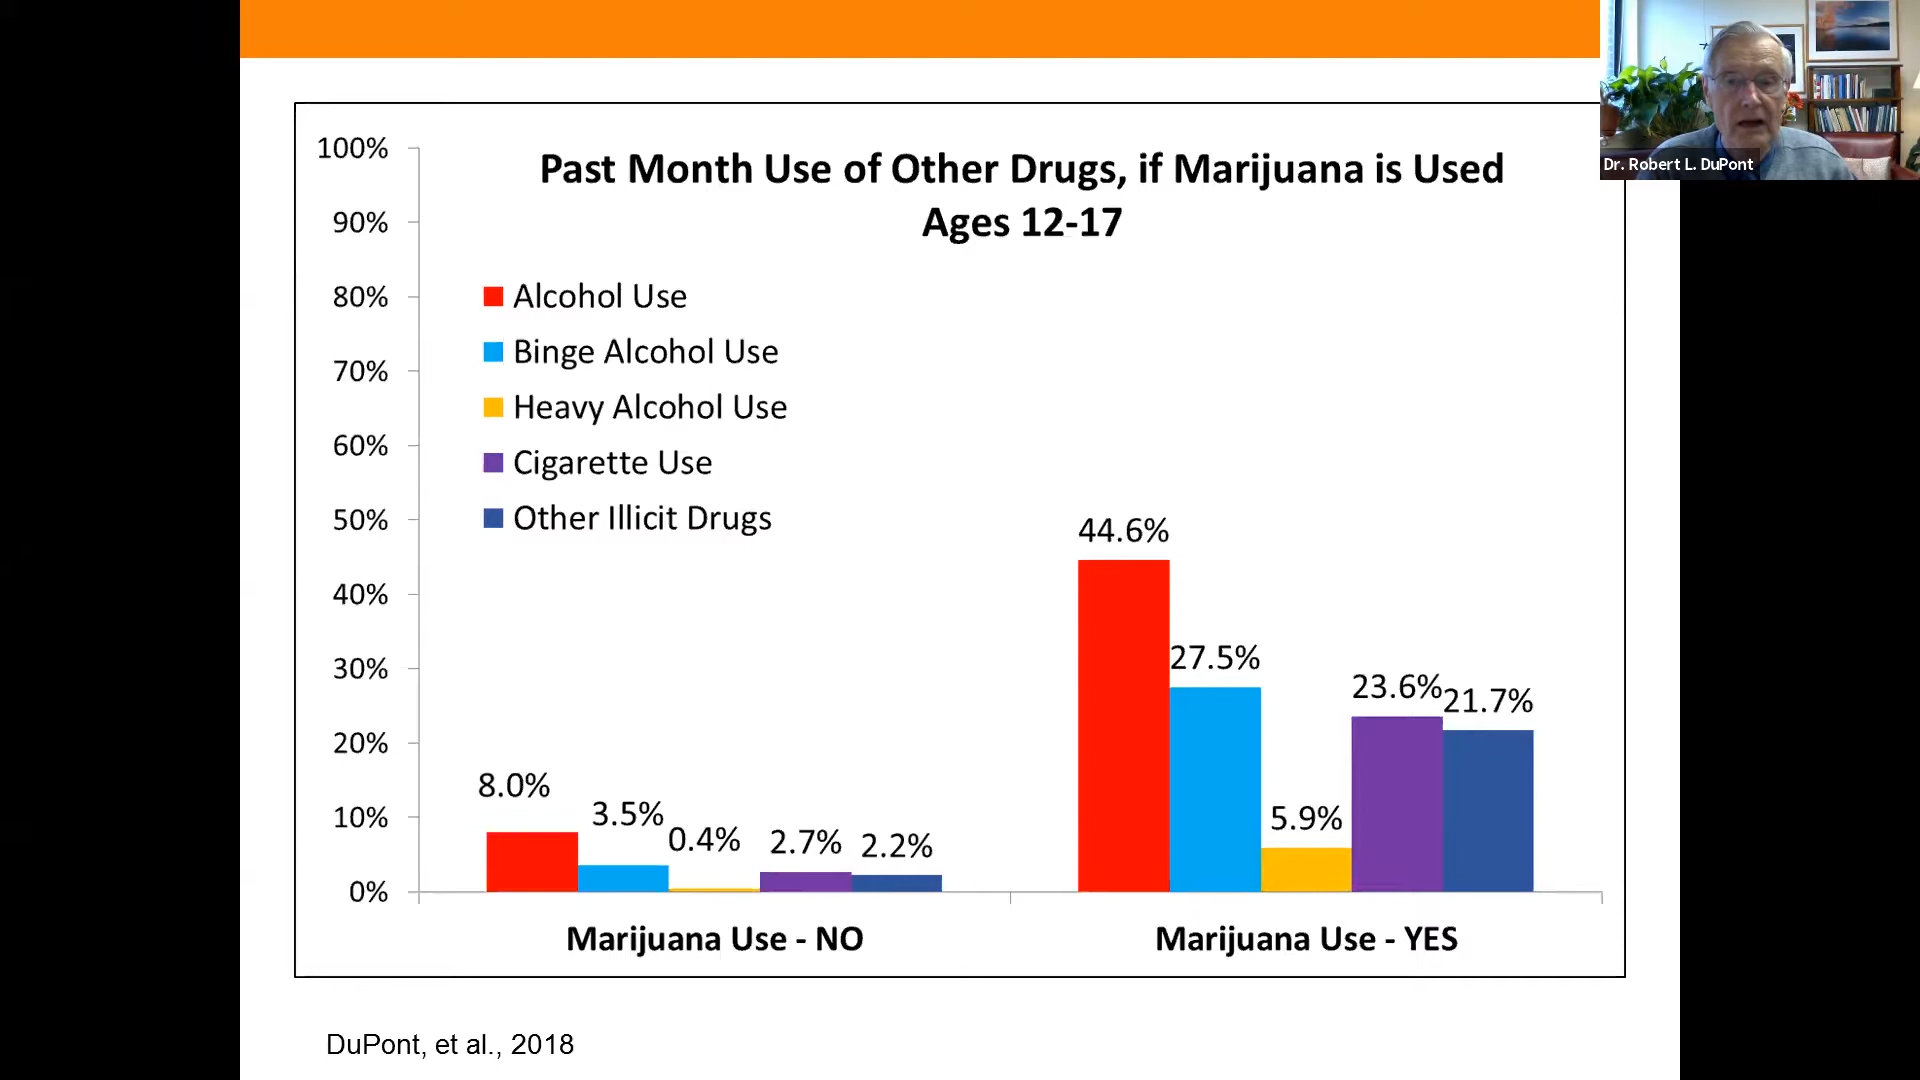 Past Month Use of Other Drugs, if Marijuana is Used
Ages 12-17
100%
90%
80%
70%
60%
50%
40%
30%
20%
10%
0%
Alcohol Use
Binge Alcohol Use
Heavy Alcohol Use
Cigarette Use
Other Illicit Drugs
8.0%
3.5%
0.4%
2.7%
2.2%
44.6%
27.5%
5.9%
23.6%
21.7%
Marijuana Use - NO
Marijuana Use - YES
DuPont, et al., 2018
Dr. Robert L. DuPont